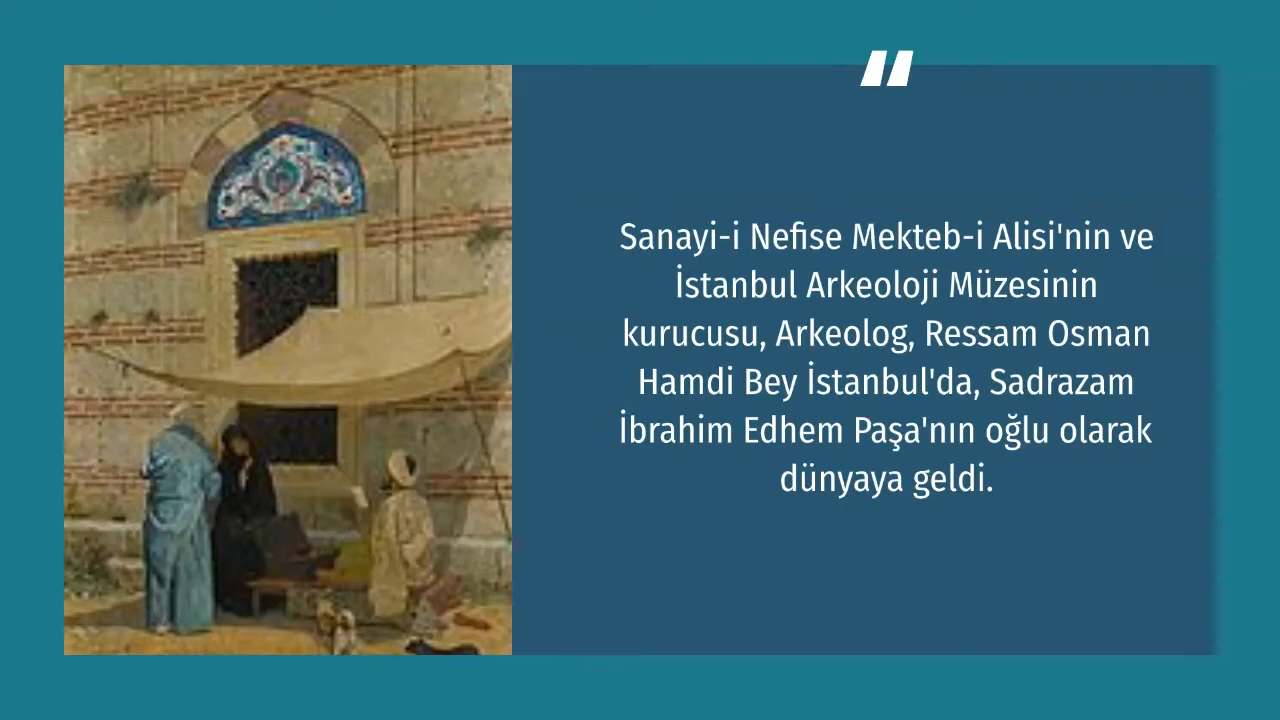 Sanayi-i Nefise Mekteb-i Alisi'nin ve
İstanbul Arkeoloji Müzesinin
kurucusu, Arkeolog, Ressam Osman
Hamdi Bey İstanbul'da, Sadrazam
İbrahim Edhem Paşa'nın oğlu olarak
dünyaya geldi.